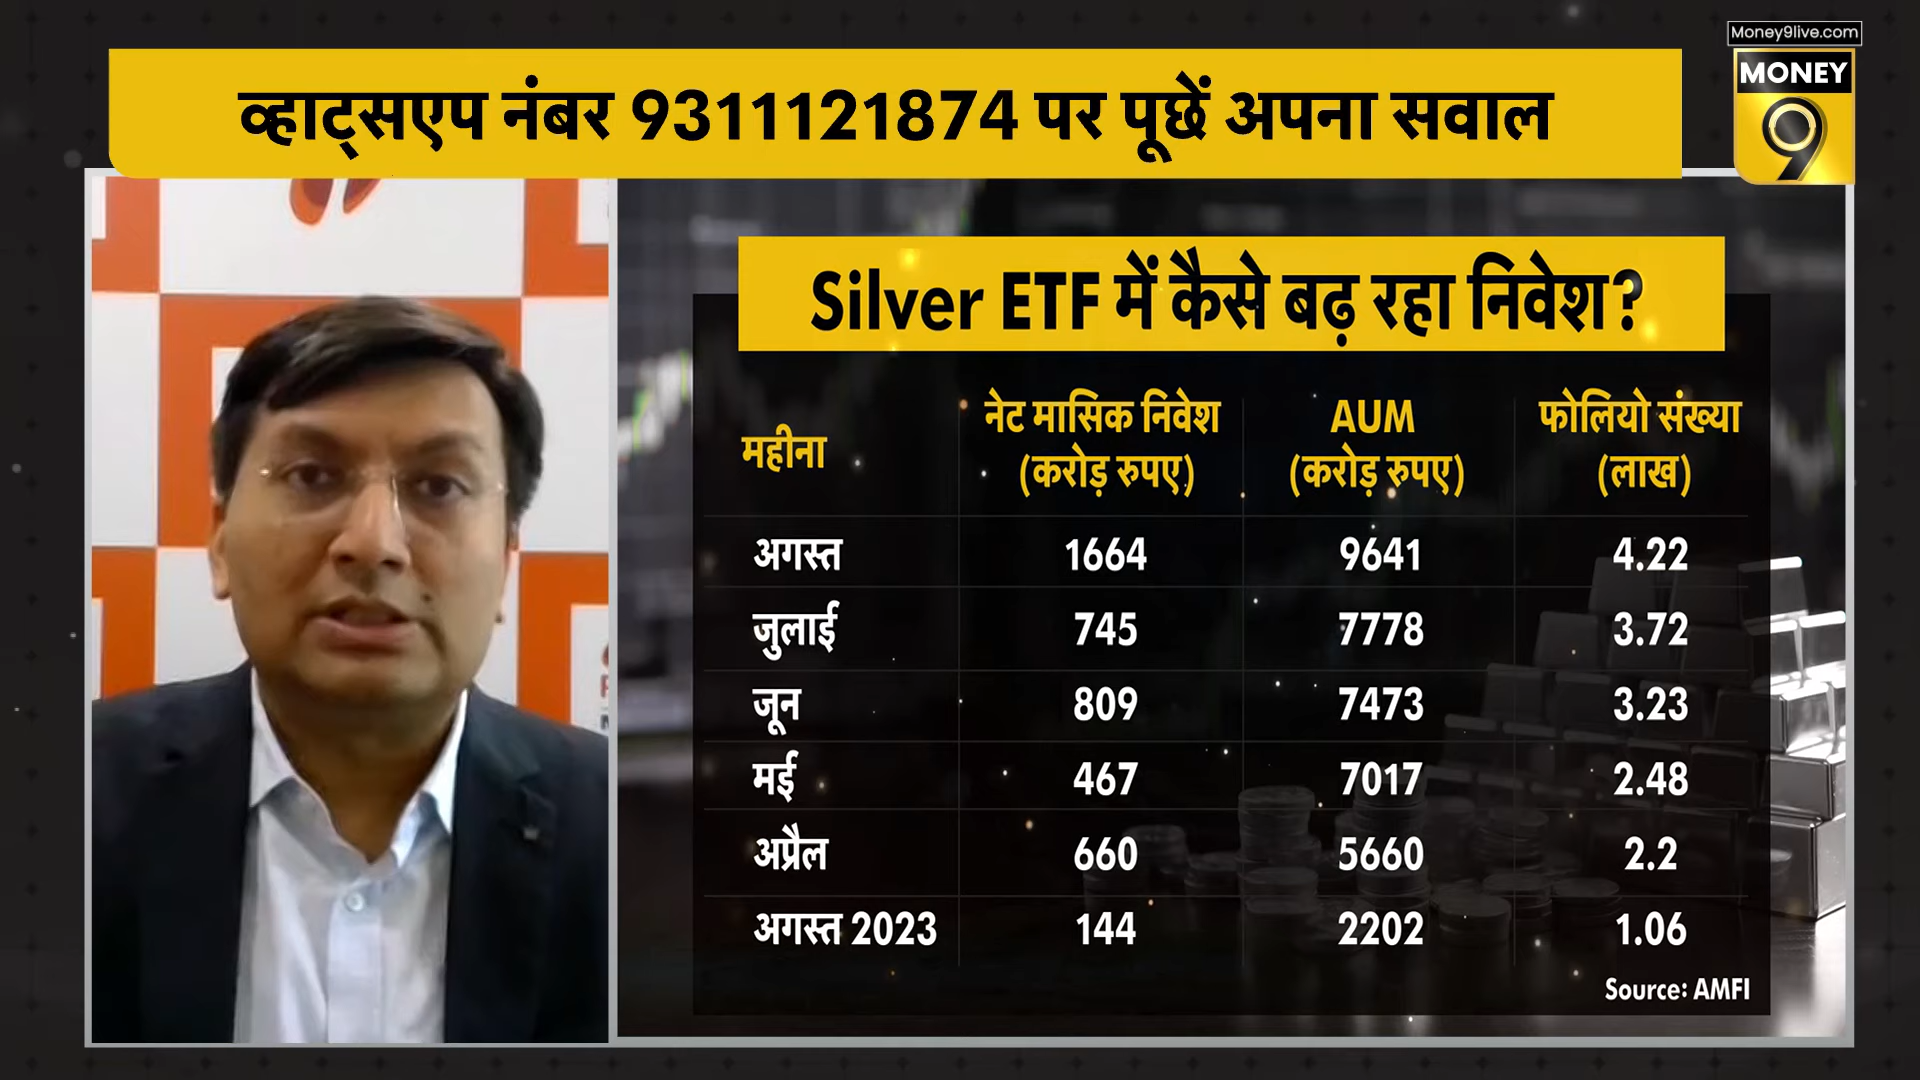 Money9live.com
MONEY
9
व्हाट्सएप नंबर 9311121874 पर पूछें अपना सवाल
Silver ETF में कैसे बढ़ रहा निवेश?
महीना नेट मासिक निवेश (करोड़ रुपए) AUM (करोड़ रुपए) फोलियो संख्या (लाख)
अगस्त 1664 9641 4.22
जुलाई 745 7778 3.72
जून 809 7473 3.23
मई 467 7017 2.48
अप्रैल 660 5660 2.2
अगस्त 2023 144 2202 1.06
Source: AMFI